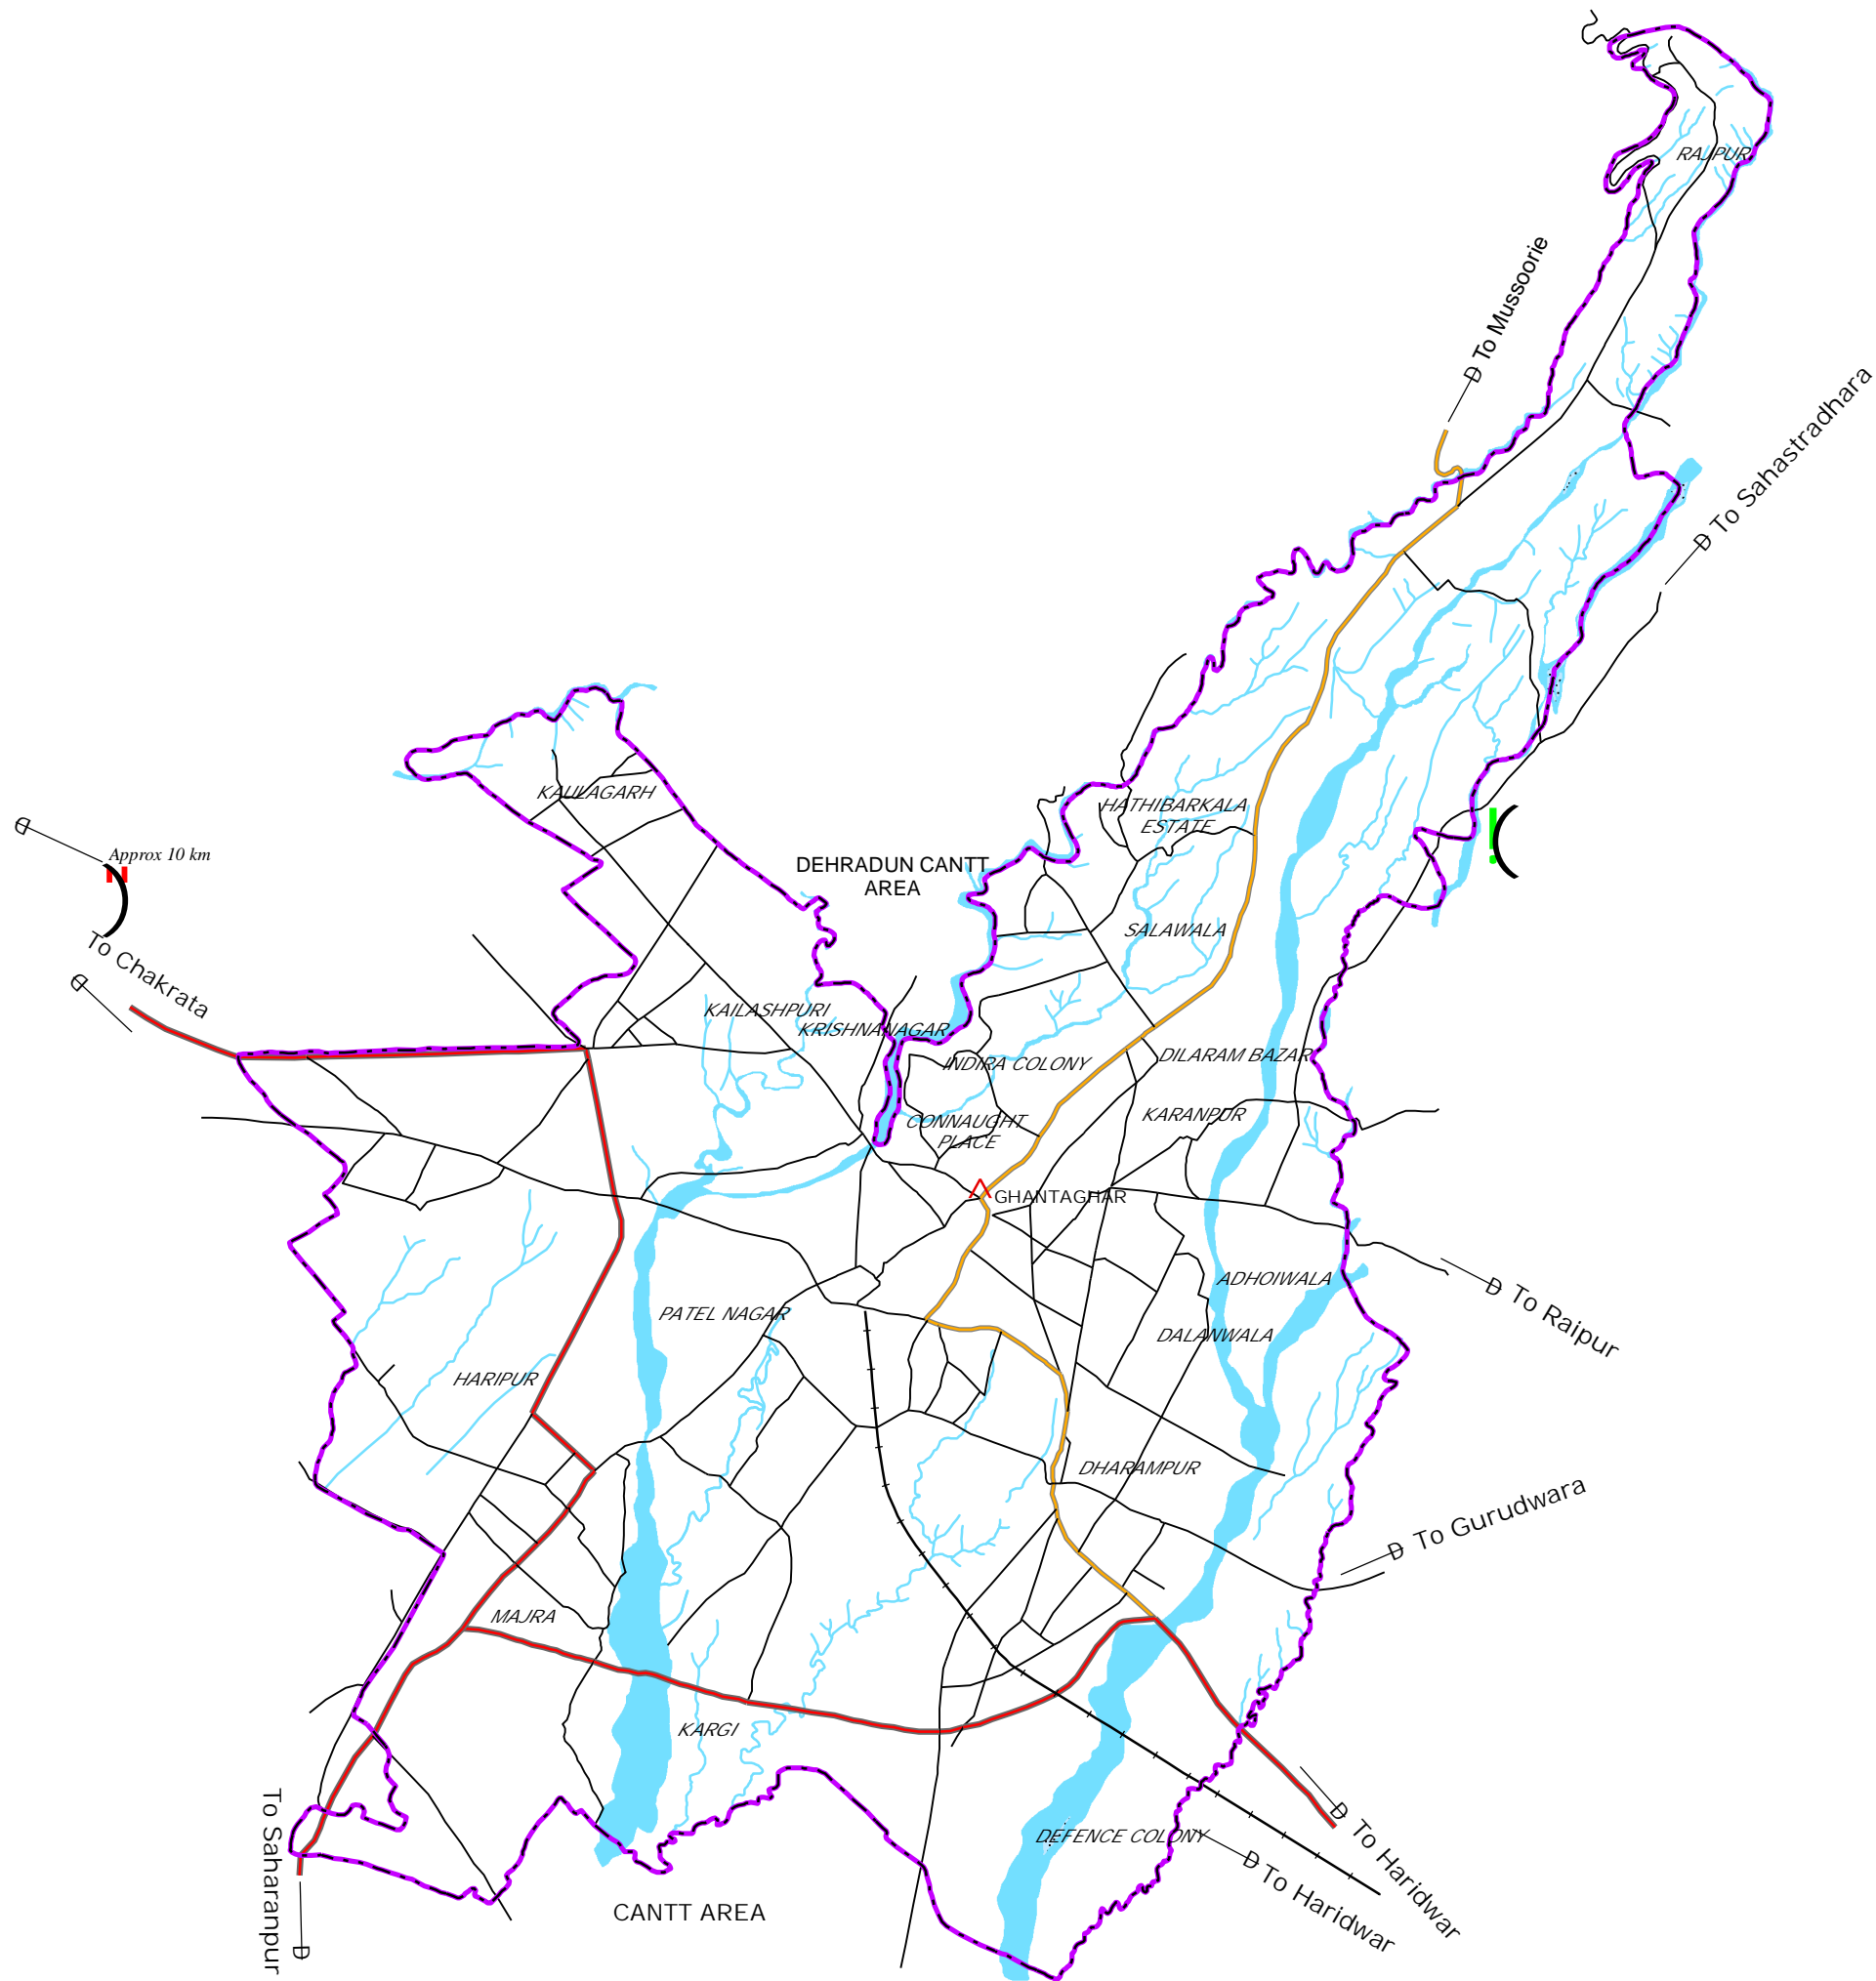 RAJPUR
To Mussoorie
To Sahastradhara
KAULAGARH
HATHIBARKALA
ESTATE
Approx 10 km
DEHRADUN CANTT
AREA
SALAWALA
To Chakrata
KAILASHPURI
KRISHNANAGAR
INDIRA COLONY
DILARAM BAZAR
KARANPUR
CONNAUGHT
PLACE
GHANTAGHAR
ADHOIWALA
To Raipur
PATEL NAGAR
DALANWALA
HARIPUR
DHARAMPUR
To Gurudwara
MAJRA
KARGI
To Saharanpur
DEFENCE COLONY
To Haridwar
To Haridwar
CANTT AREA